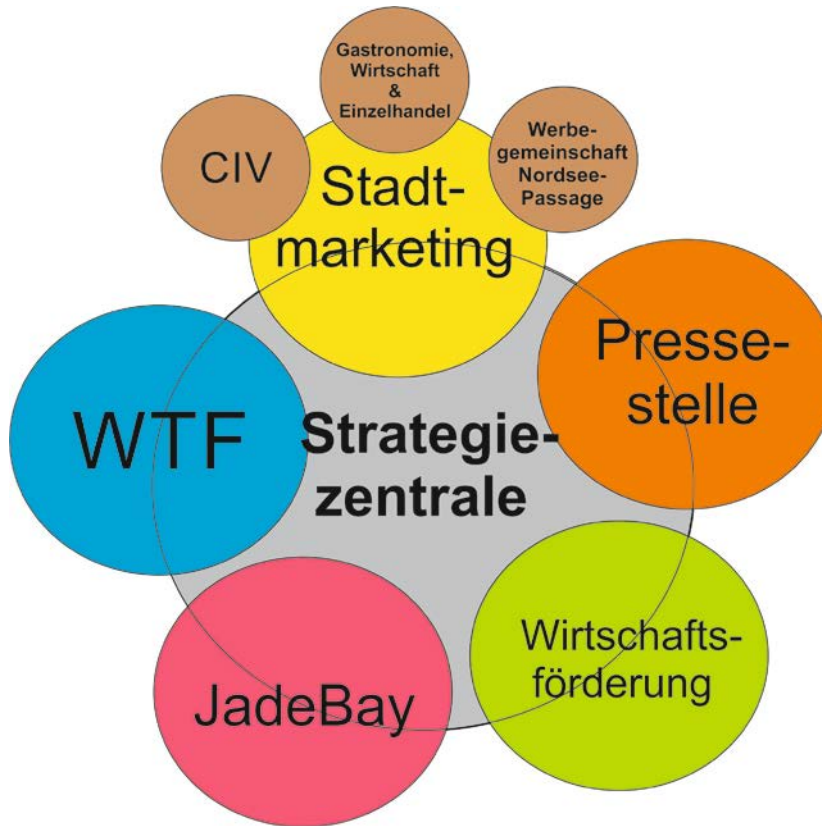 Gastronomie,
Wirtschaft
&
Einzelhandel
CIV
Werbe-
gemeinschaft
Nordsee-
Passage
Stadt-
marketing
Presse-
stelle
WTF
Strategie-
zentrale
Wirtschafts-
förderung
JadeBay